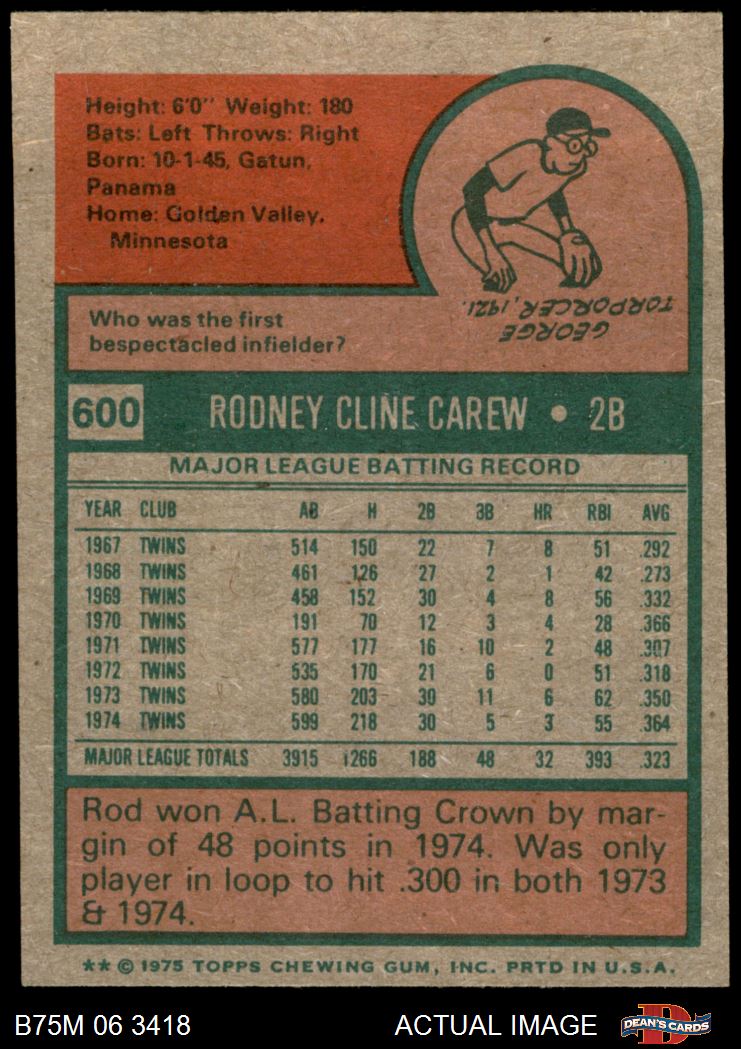 Height: 6'0" Weight: 180
Bats: Left Throws: Right
Born: 10-1-45, Gatun,
Panama
Home: Golden Valley,
Minnesota
Who was the first
bespectacled infielder?
GEORGE
TORPORCER, 1921.
600 RODNEY CLINE CAREW • 2B
MAJOR LEAGUE BATTING RECORD
YEAR CLUB AB H 2B 3B HR RBI AVG
1967 TWINS 514 150 22 7 8 51 .292
1968 TWINS 461 126 27 2 1 42 .273
1969 TWINS 458 152 30 4 8 56 .332
1970 TWINS 191 70 12 3 4 28 .366
1971 TWINS 577 177 16 10 2 48 .307
1972 TWINS 535 170 21 6 0 51 .318
1973 TWINS 580 203 30 11 6 62 .350
1974 TWINS 599 218 30 5 3 55 .364
MAJOR LEAGUE TOTALS 3915 1266 188 48 32 393 .323
Rod won A.L. Batting Crown by mar-
gin of 48 points in 1974. Was only
player in loop to hit .300 in both 1973
& 1974.
** © 1975 TOPPS CHEWING GUM, INC. PRTD IN U.S.A.
B75M 06 3418 ACTUAL IMAGE DEAN'S CARDS